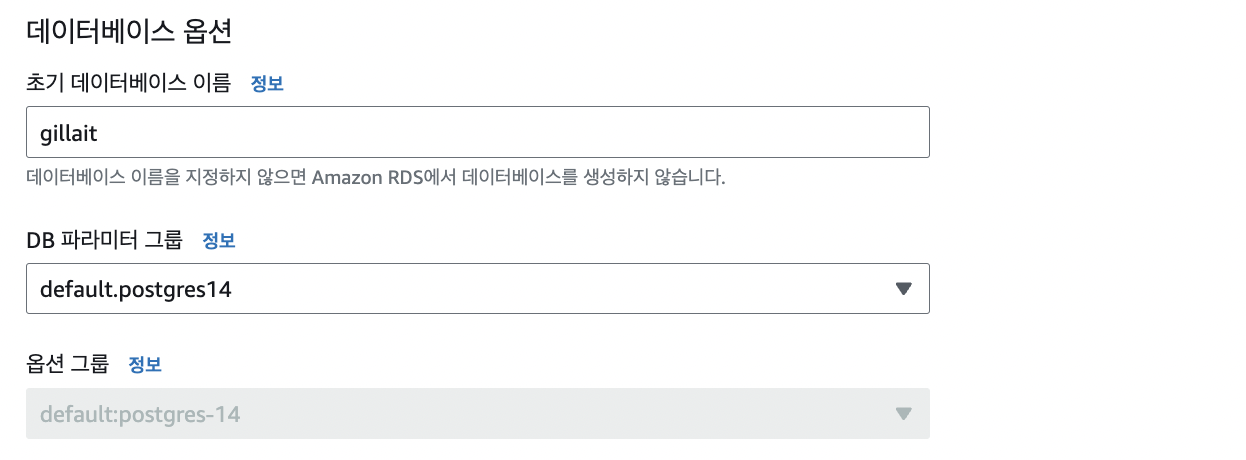 데이터베이스 옵션
초기 데이터베이스 이름 정보
gillait
데이터베이스 이름을 지정하지 않으면 Amazon RDS에서 데이터베이스를 생성하지 않습니다.
DB 파라미터 그룹 정보
default.postgres14
옵션 그룹 정보
default:postgres-14